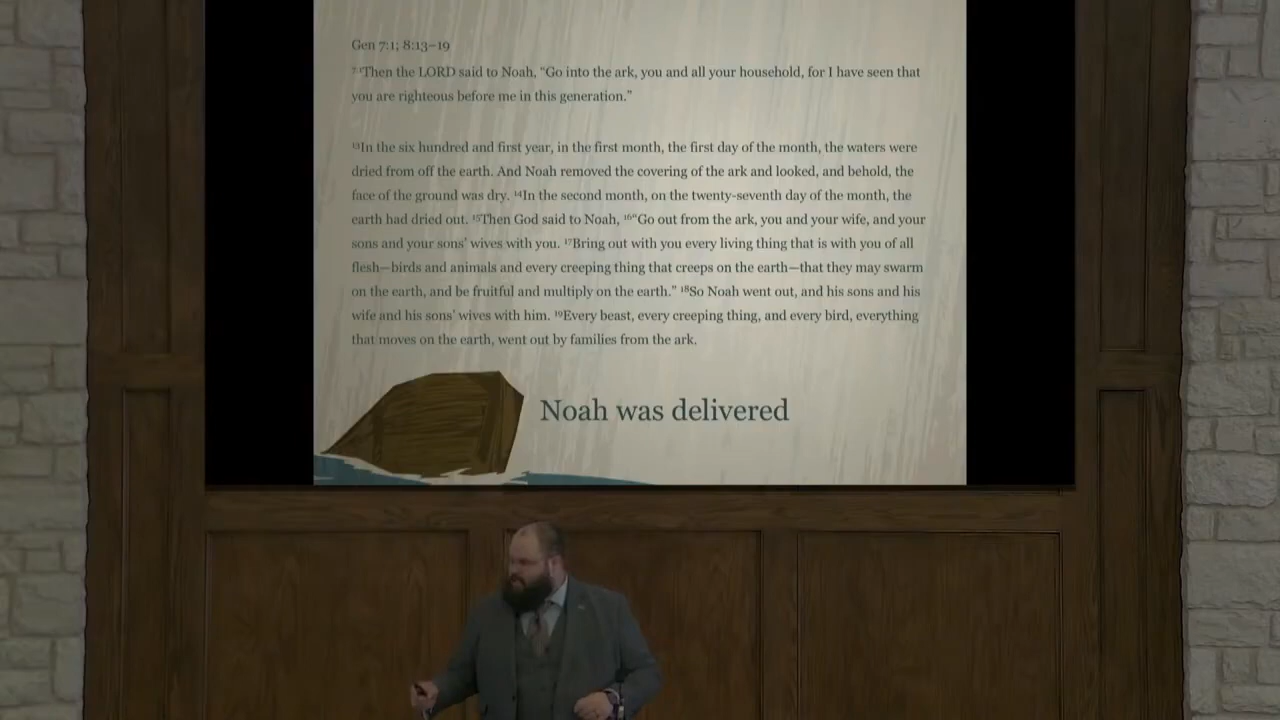 Gen 7:1; 8:13–19
7:1Then the LORD said to Noah, “Go into the ark, you and all your household, for I have seen that
you are righteous before me in this generation.”
13In the six hundred and first year, in the first month, the first day of the month, the waters were
dried from off the earth. And Noah removed the covering of the ark and looked, and behold, the
face of the ground was dry. 14In the second month, on the twenty-seventh day of the month, the
earth had dried out. 15Then God said to Noah, 16“Go out from the ark, you and your wife, and your
sons and your sons’ wives with you. 17Bring out with you every living thing that is with you of all
flesh—birds and animals and every creeping thing that creeps on the earth—that they may swarm
on the earth, and be fruitful and multiply on the earth.” 18So Noah went out, and his sons and his
wife and his sons’ wives with him. 19Every beast, every creeping thing, and every bird, everything
that moves on the earth, went out by families from the ark.
Noah was delivered